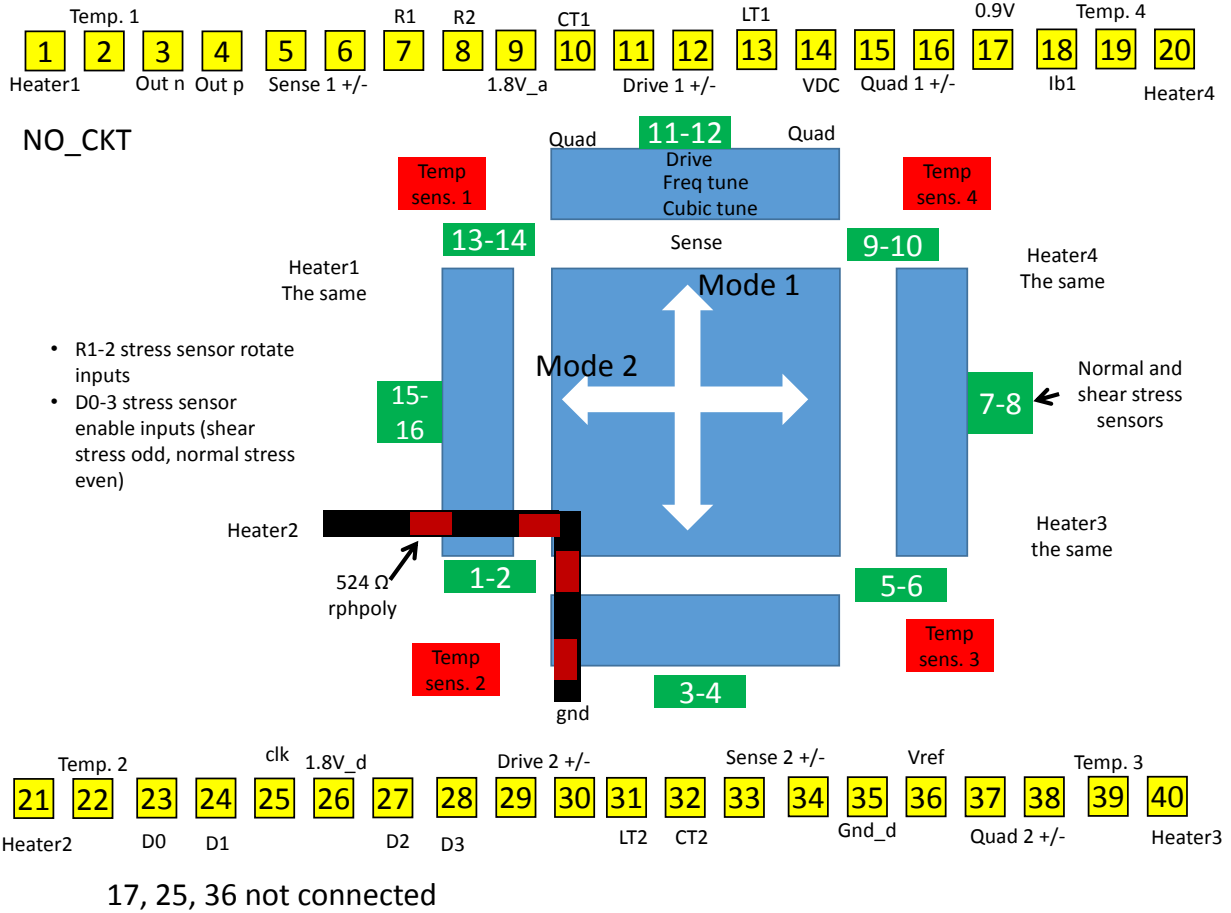 Temp. 1 R1 R2 CT1 LT1 0.9V Temp. 4
1 2 3 4 5 6 7 8 9 10 11 12 13 14 15 16 17 18 19 20
Heater1 Out n Out p Sense 1 +/- 1.8V_a Drive 1 +/- VDC Quad 1 +/- Ib1 Heater4
NO_CKT
Quad 11-12 Quad
Drive
Freq tune
Cubic tune
Temp
sens. 1
Temp
sens. 4
13-14 Sense 9-10
Heater1
The same
Heater4
The same
Mode 1
Mode 2
• R1-2 stress sensor rotate
inputs
• D0-3 stress sensor
enable inputs (shear
stress odd, normal stress
even)
15-
16
7-8
Normal and
shear stress
sensors
Heater2
Heater3
the same
524 Ω
rphpoly
1-2 5-6
Temp
sens. 2
Temp
sens. 3
3-4
gnd
Temp. 2 clk 1.8V_d Drive 2 +/- Sense 2 +/- Vref Temp. 3
21 22 23 24 25 26 27 28 29 30 31 32 33 34 35 36 37 38 39 40
Heater2 D0 D1 D2 D3 LT2 CT2 Gnd_d Quad 2 +/- Heater3
17, 25, 36 not connected